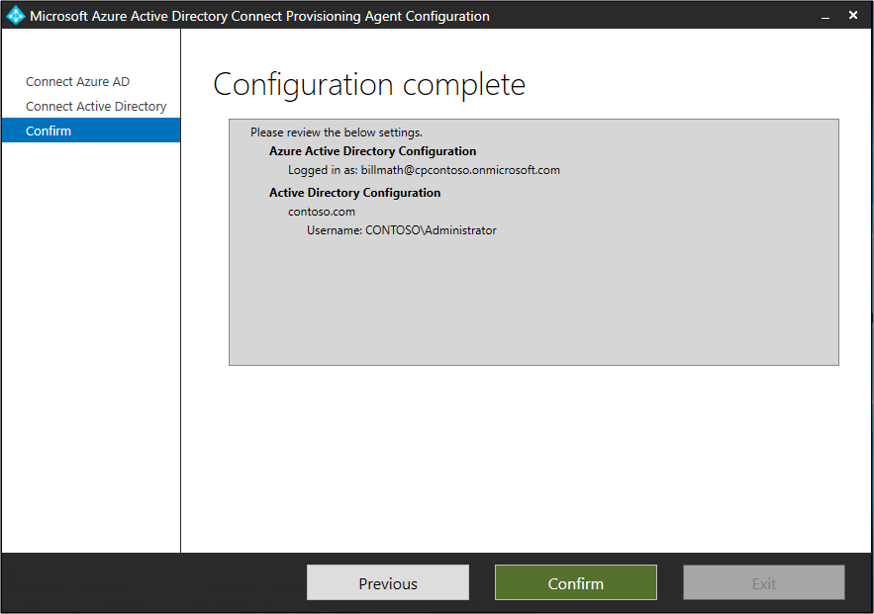 Microsoft Azure Active Directory Connect Provisioning Agent Configuration
Connect Azure AD
Connect Active Directory
Confirm
Configuration complete
Please review the below settings.
Azure Active Directory Configuration
Logged in as: billmath@cpcontoso.onmicrosoft.com
Active Directory Configuration
contoso.com
Username: CONTOSO\Administrator
Previous
Confirm
Exit